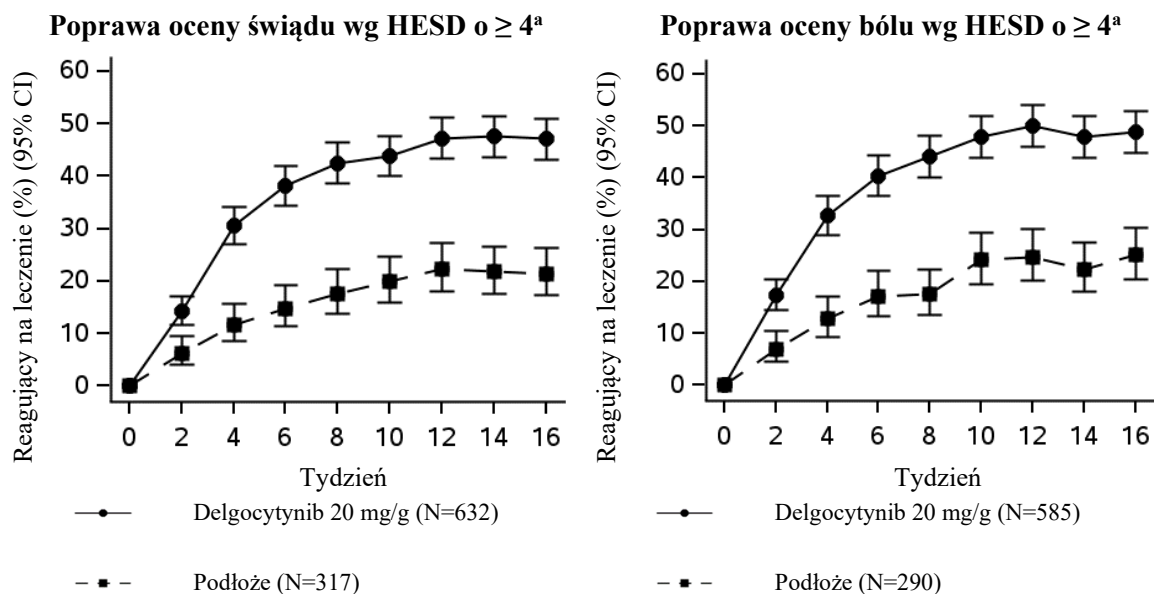 Poprawa oceny świądu wg HESD o ≥ 4ᵃ
Reagujący na leczenie (%) (95% CI)
60
50
40
30
20
10
0
0 2 4 6 8 10 12 14 16
Tydzień
Delgocytynib 20 mg/g (N=632)
Podłoże (N=317)
Poprawa oceny bólu wg HESD o ≥ 4ᵃ
Reagujący na leczenie (%) (95% CI)
60
50
40
30
20
10
0
0 2 4 6 8 10 12 14 16
Tydzień
Delgocytynib 20 mg/g (N=585)
Podłoże (N=290)